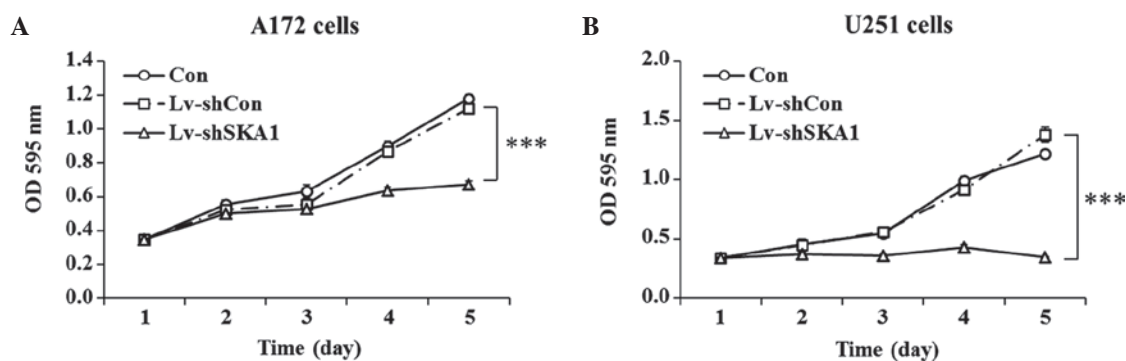 A
A172 cells
OD 595 nm
1.4
1.2
1.0
0.8
0.6
0.4
0.2
0.0
Con
Lv-shCon
Lv-shSKA1
***
1 2 3 4 5
Time (day)
B
U251 cells
OD 595 nm
2.0
1.5
1.0
0.5
0.0
Con
Lv-shCon
Lv-shSKA1
***
1 2 3 4 5
Time (day)